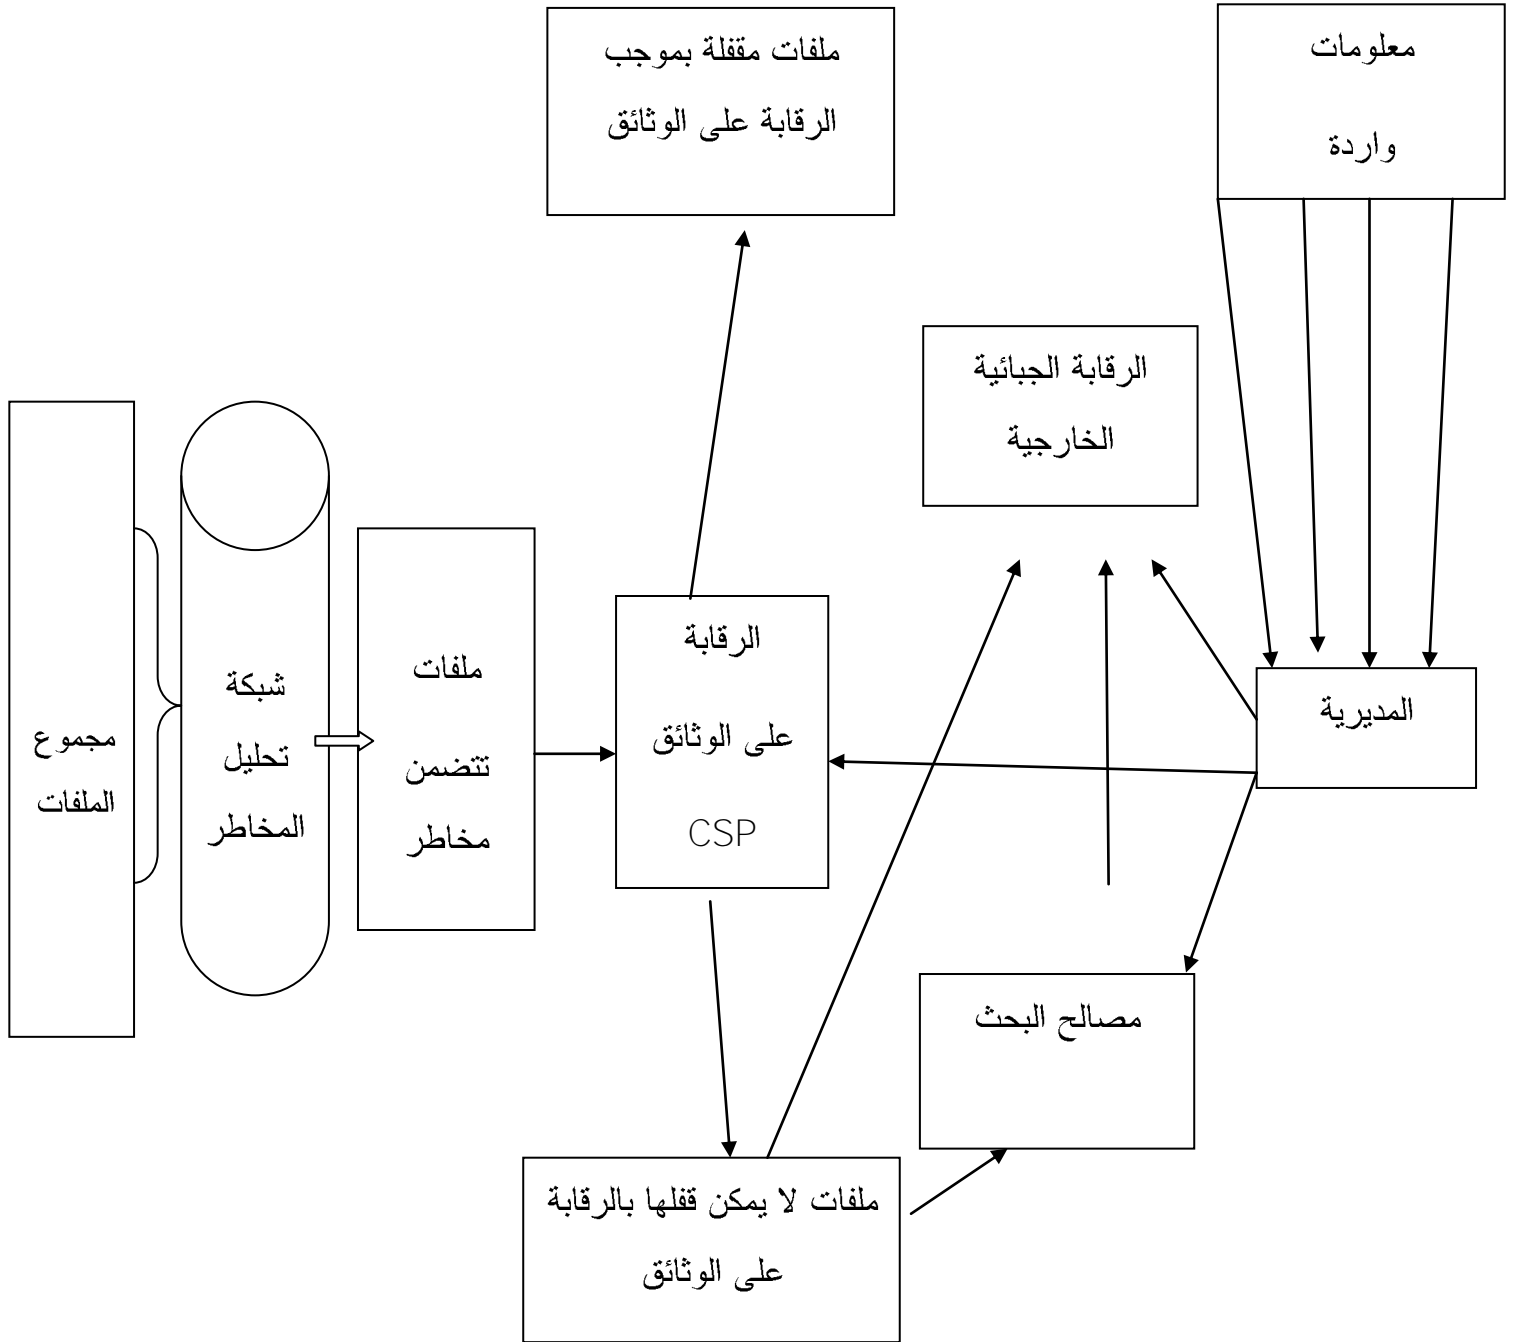 ملفات مقفلة بموجب
الرقابة على الوثائق
معلومات
واردة
الرقابة الجبائية
الخارجية
مجموع
الملفات
شبكة
تحليل
المخاطر
ملفات
تتضمن
مخاطر
الرقابة
على الوثائق
CSP
المديرية
مصالح البحث
ملفات لا يمكن قفلها بالرقابة
على الوثائق